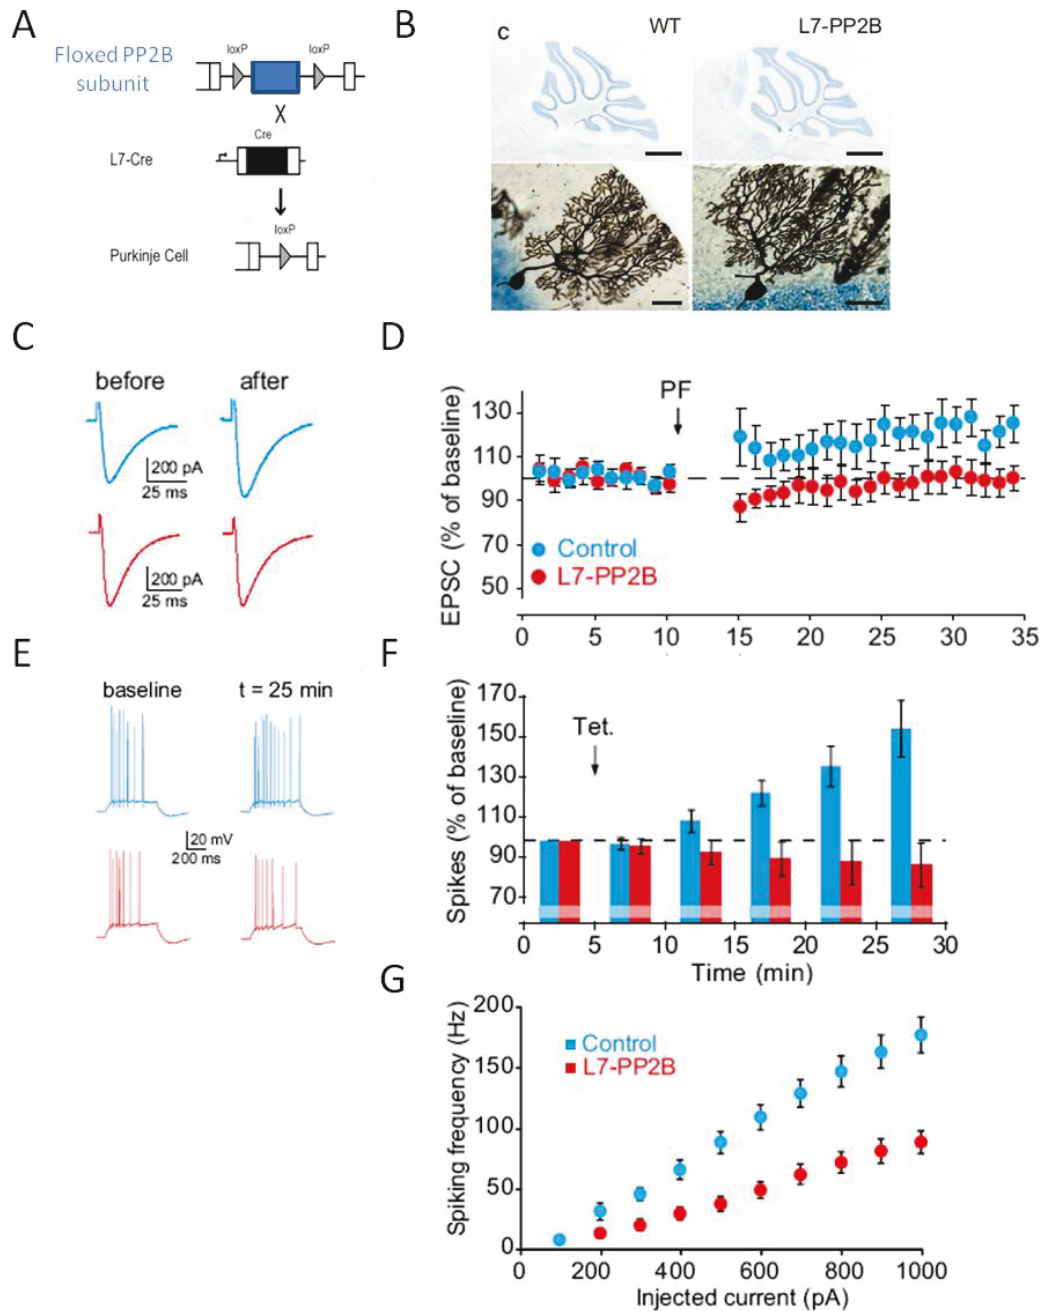 A
Floxed PP2B
subunit
loxP
loxP
X
Cre
L7-Cre
loxP
Purkinje Cell
B
c
WT
L7-PP2B
C
before
after
200 pA
25 ms
200 pA
25 ms
D
EPSC (% of baseline)
130
110
90
70
50
PF
Control
L7-PP2B
0 5 10 15 20 25 30 35
E
baseline
t = 25 min
20 mV
200 ms
F
Spikes (% of baseline)
170
150
130
110
90
70
Tet.
0 5 10 15 20 25 30
Time (min)
G
Spiking frequency (Hz)
200
150
100
50
0
Control
L7-PP2B
0 200 400 600 800 1000
Injected current (pA)